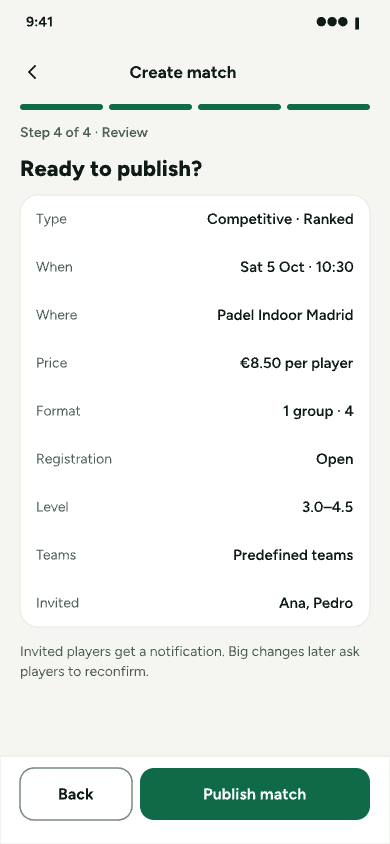 9:41
Create match
Step 4 of 4 · Review
Ready to publish?
Type Competitive · Ranked
When Sat 5 Oct · 10:30
Where Padel Indoor Madrid
Price €8.50 per player
Format 1 group · 4
Registration Open
Level 3.0–4.5
Teams Predefined teams
Invited Ana, Pedro
Invited players get a notification. Big changes later ask
players to reconfirm.
Back Publish match